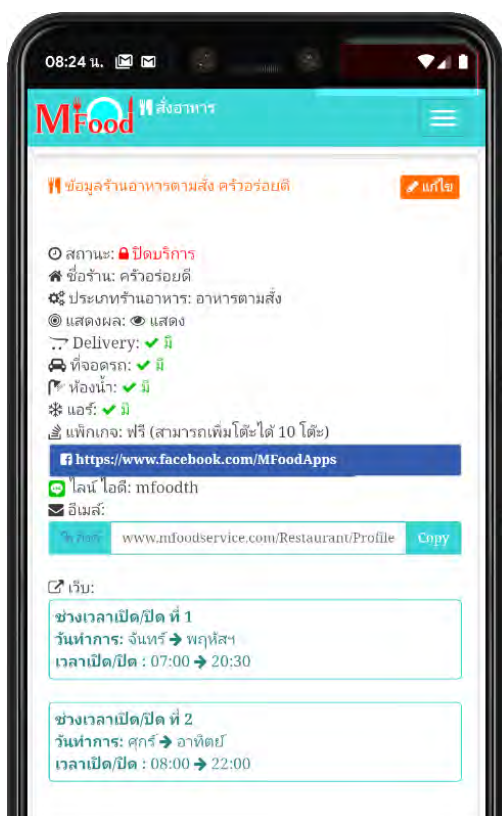 08:24 น.
MFood สั่งอาหาร
ข้อมูลร้านอาหารตามสั่ง ครัวอร่อยดี
แก้ไข
สถานะ: ปิดบริการ
ชื่อร้าน: ครัวอร่อยดี
ประเภทร้านอาหาร: อาหารตามสั่ง
แสดงผล: แสดง
Delivery: มี
ที่จอดรถ: มี
ห้องน้ำ: มี
แอร์: มี
แพ็กเกจ: ฟรี (สามารถเพิ่มโต๊ะได้ 10 โต๊ะ)
https://www.facebook.com/MFoodApps
ไลน์ ไอดี: mfoodth
อีเมล์:
www.mfoodservice.com/Restaurant/Profile Copy
เว็บ:
ช่วงเวลาเปิด/ปิด ที่ 1
วันทำการ: จันทร์ ➔ พฤหัสฯ
เวลาเปิด/ปิด : 07:00 ➔ 20:30
ช่วงเวลาเปิด/ปิด ที่ 2
วันทำการ: ศุกร์ ➔ อาทิตย์
เวลาเปิด/ปิด : 08:00 ➔ 22:00